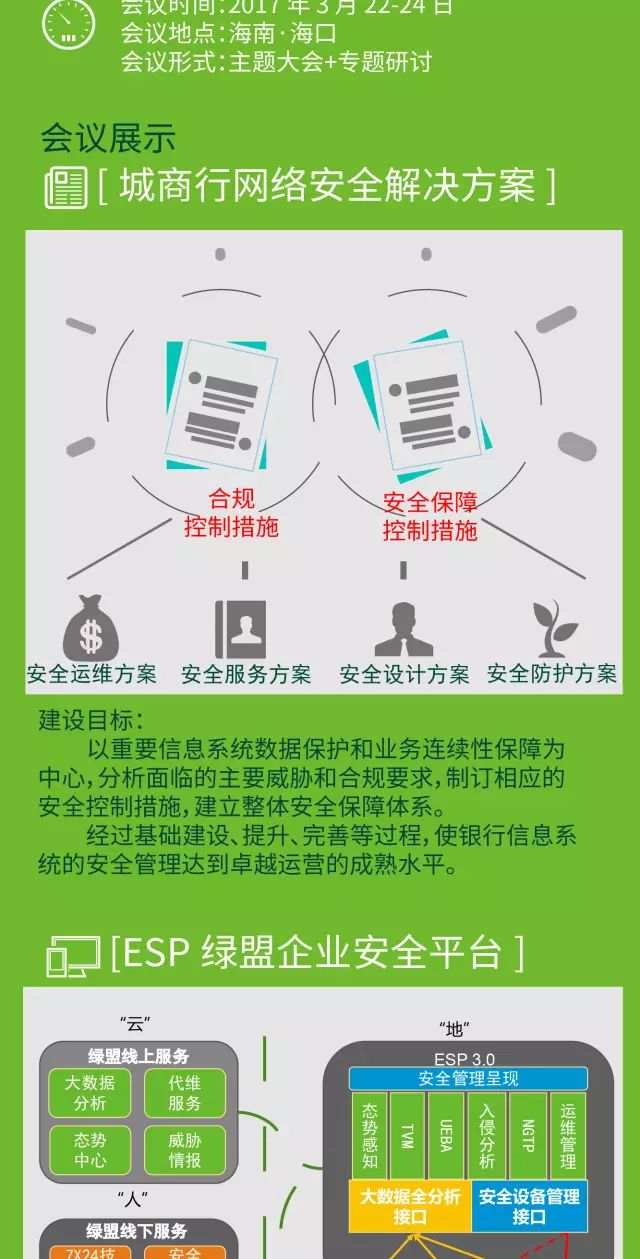 会议时间：2017 年 3 月 22-24 日
会议地点：海南·海口
会议形式：主题大会+专题研讨
会议展示
[ 城商行网络安全解决方案 ]
合规
控制措施
安全保障
控制措施
安全运维方案
安全服务方案
安全设计方案
安全防护方案
建设目标：
以重要信息系统数据保护和业务连续性保障为
中心，分析面临的主要威胁和合规要求，制订相应的
安全控制措施，建立整体安全保障体系。
经过基础建设、提升、完善等过程，使银行信息系
统的安全管理达到卓越运营的成熟水平。
[ESP 绿盟企业安全平台 ]
“云”
绿盟线上服务
大数据
分析
代维
服务
态势
中心
威胁
情报
“人”
绿盟线下服务
7X24技
安全
“地”
ESP 3.0
安全管理呈现
态势感知
TVM
UEBA
入侵分析
NGTP
运维管理
大数据全分析
接口
安全设备管理
接口